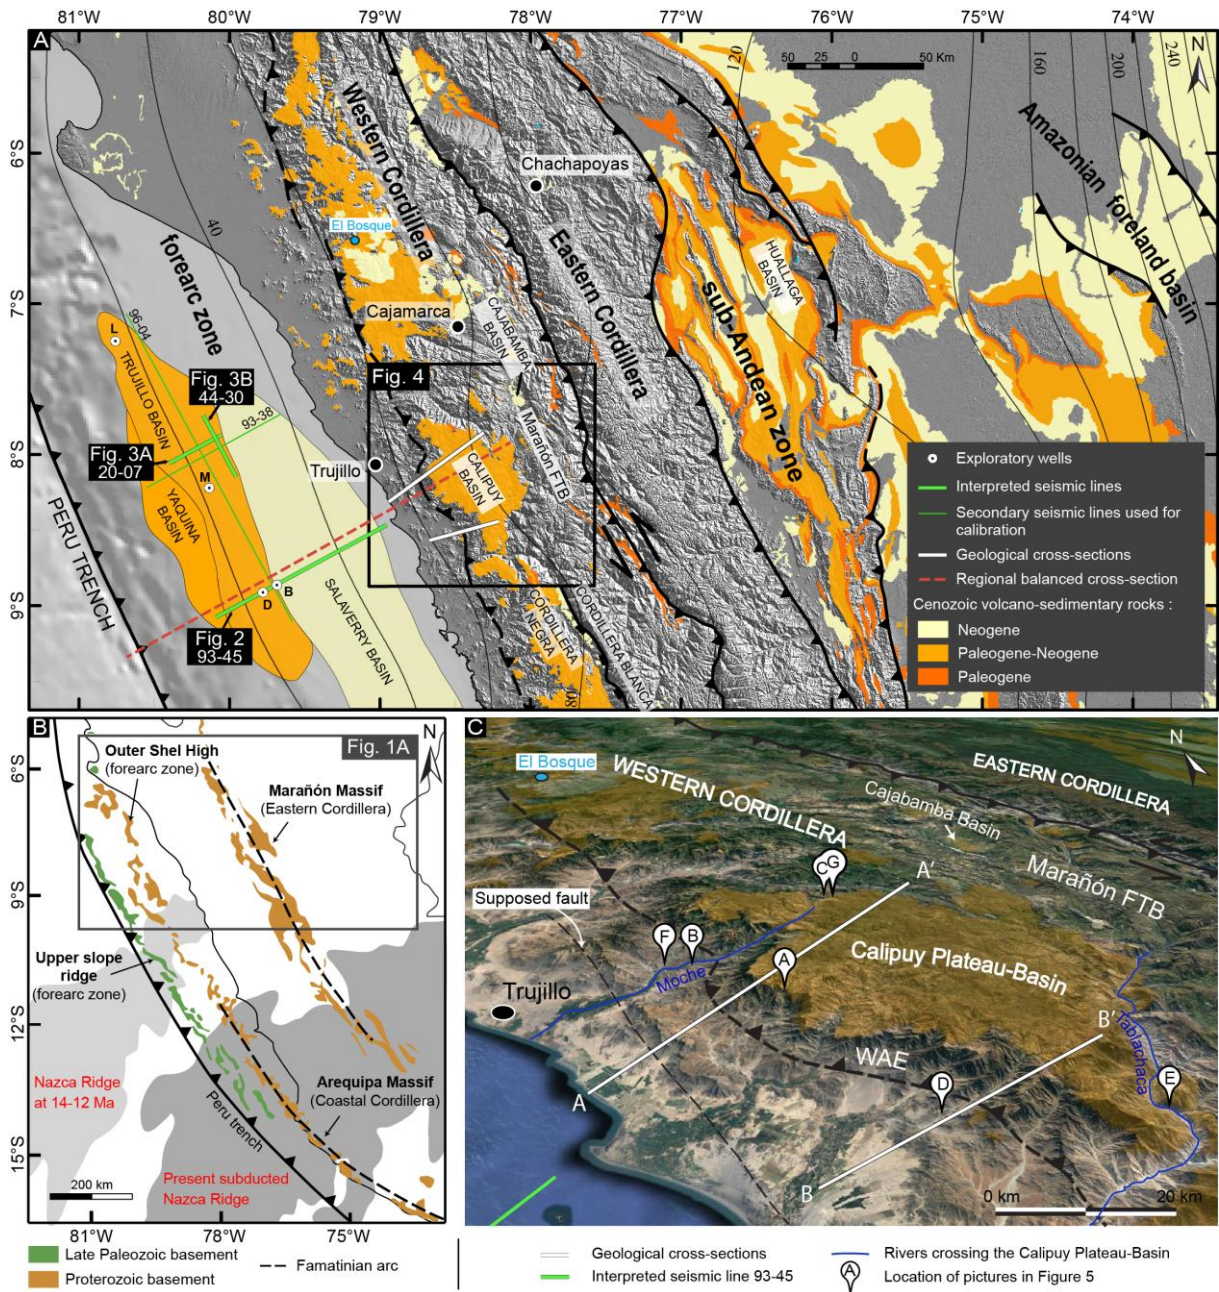 81°W 80°W 79°W 78°W 77°W 76°W 75°W 74°W
A
N
50 25 0 50 Km
120
160
200
240
40
80
6°S
7°S
8°S
9°S
Western Cordillera
Chachapoyas
El Bosque
forearc zone
Cajamarca
CAJABAMBA
BASIN
Eastern Cordillera
HUALLAGA
BASIN
sub-Andean zone
Amazonian
foreland basin
96-04
L
TRUJILLO BASIN
Fig. 3B
44-30
93-38
Fig. 3A
20-07
M
YAQUINA
BASIN
Trujillo
Fig. 4
CALIPUY
BASIN
Marañón FTB
PERU TRENCH
B
D
SALAVERRY BASIN
Fig. 2
93-45
CORDILLERA
NEGRA
CORDILLERA BLANCA
Exploratory wells
Interpreted seismic lines
Secondary seismic lines used for
calibration
Geological cross-sections
Regional balanced cross-section
Cenozoic volcano-sedimentary rocks :
Neogene
Paleogene-Neogene
Paleogene
B
Fig. 1A
N
Outer Shel High
(forearc zone)
Marañón Massif
(Eastern Cordillera)
Upper slope
ridge
(forearc zone)
Arequipa Massif
(Coastal Cordillera)
Nazca Ridge
at 14-12 Ma
Peru trench
Present subducted
Nazca Ridge
200 km
6°S
9°S
12°S
15°S
81°W 78°W 75°W
C
N
El Bosque
WESTERN CORDILLERA
EASTERN CORDILLERA
Cajabamba
Basin
Marañón FTB
Supposed fault
C G
A'
F B
A
Moche
Calipuy Plateau-Basin
Trujillo
B'
Tablachaca
WAE
D
E
A
B
0 km 20 km
Late Paleozoic basement
Proterozoic basement
Famatinian arc
Geological cross-sections
Interpreted seismic line 93-45
Rivers crossing the Calipuy Plateau-Basin
A Location of pictures in Figure 5